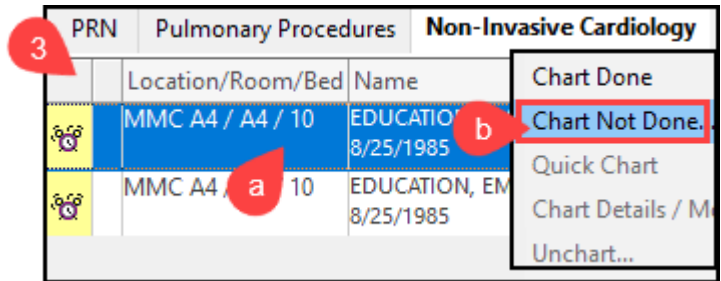 3
PRN Pulmonary Procedures Non-Invasive Cardiology
Location/Room/Bed Name
MMC A4 / A4 / 10 EDUCATIO
8/25/1985
a
b
MMC A4 / 10 EDUCATION, EM
8/25/1985
Chart Done
Chart Not Done..
Quick Chart
Chart Details / M
Unchart...